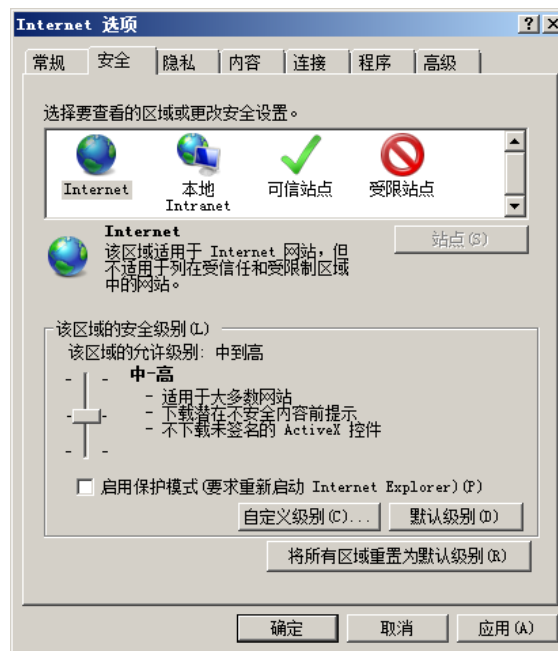 Internet 选项
常规 安全 隐私 内容 连接 程序 高级
选择要查看的区域或更改安全设置。
Internet
本地
Intranet
可信站点
受限站点
Internet
该区域适用于 Internet 网站，但
不适用于列在受信任和受限制区域
中的网站。
站点(S)
该区域的安全级别(L)
该区域的允许级别: 中到高
中-高
- 适用于大多数网站
- 下载潜在不安全内容前提示
- 不下载未签名的 ActiveX 控件
启用保护模式(要求重新启动 Internet Explorer)(P)
自定义级别(C)... 默认级别(D)
将所有区域重置为默认级别(R)
确定 取消 应用(A)